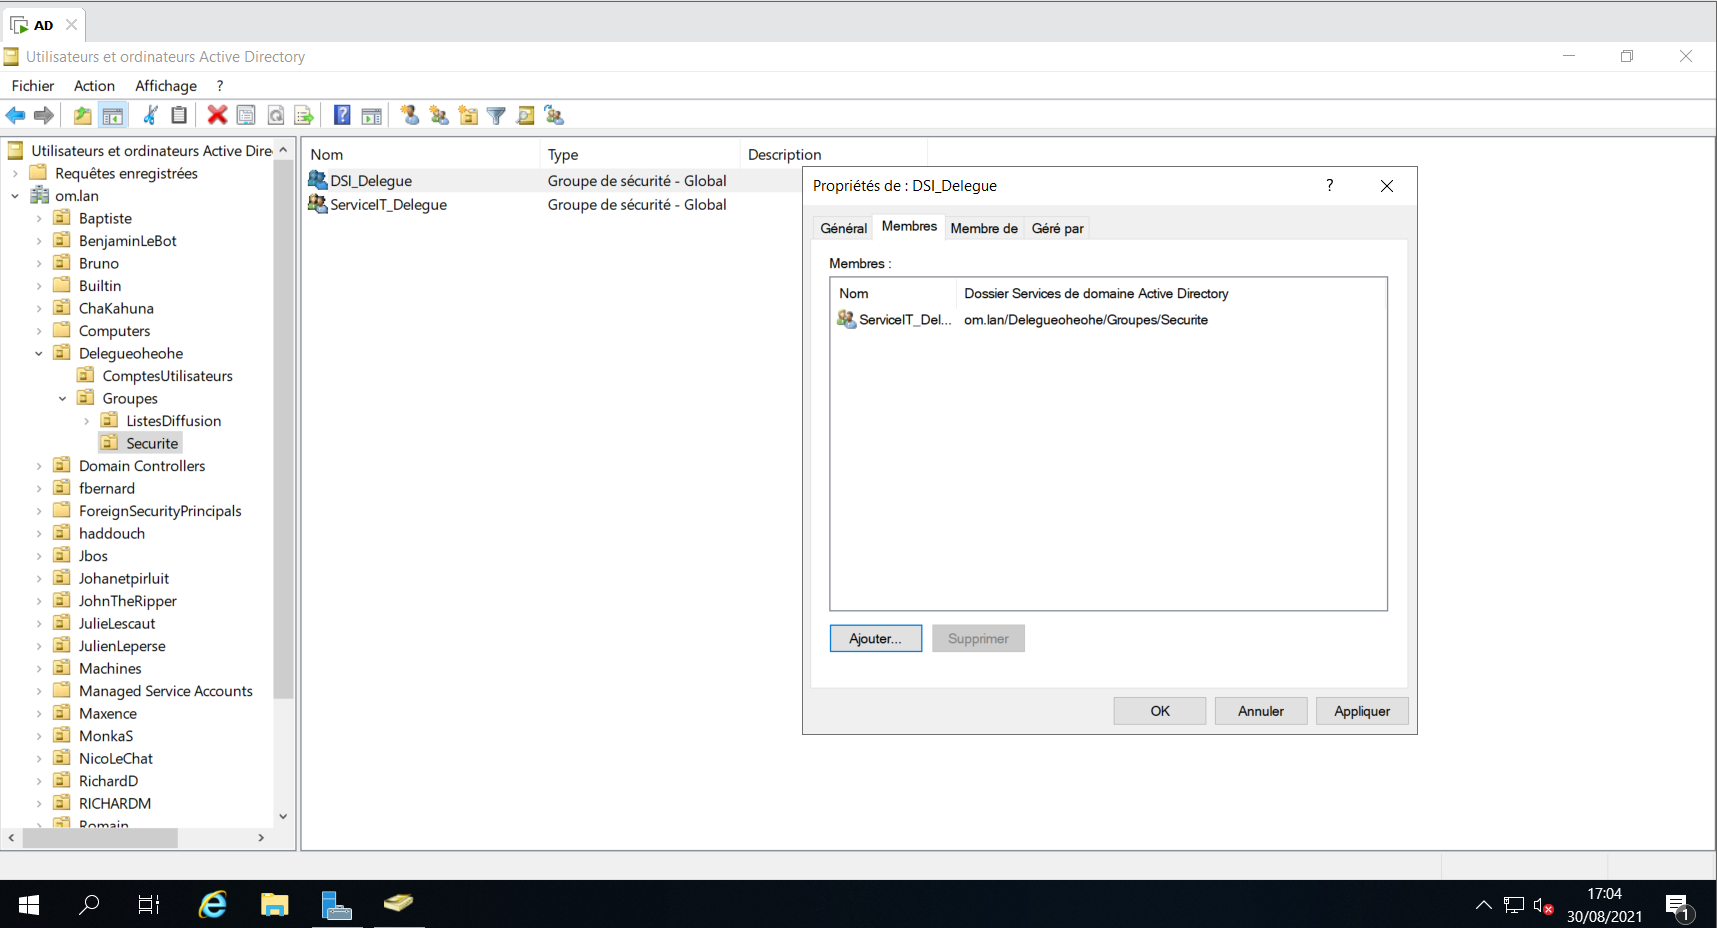 AD
Utilisateurs et ordinateurs Active Directory
Fichier Action Affichage ?
Utilisateurs et ordinateurs Active Dire
Requêtes enregistrées
om.lan
Baptiste
BenjaminLeBot
Bruno
Builtin
ChaKahuna
Computers
Delegueoheohe
ComptesUtilisateurs
Groupes
ListesDiffusion
Securite
Domain Controllers
fbernard
ForeignSecurityPrincipals
haddouch
Jbos
Johanetpirluit
JohnTheRipper
JulieLescaut
JulienLeperse
Machines
Managed Service Accounts
Maxence
MonkaS
NicoLeChat
RichardD
RICHARDM
Romain
Nom Type Description
DSI_Delegue Groupe de sécurité - Global
ServiceIT_Delegue Groupe de sécurité - Global
Propriétés de : DSI_Delegue ?
Général Membres Membre de Géré par
Membres :
Nom Dossier Services de domaine Active Directory
ServiceIT_Del... om.lan/Delegueoheohe/Groupes/Securite
Ajouter... Supprimer
OK Annuler Appliquer
17:04
30/08/2021
1